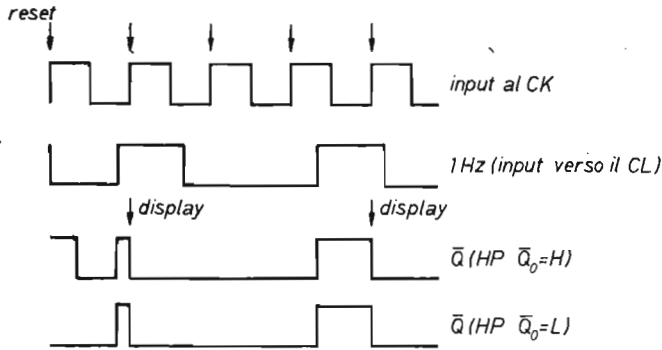 reset
input al CK
1Hz (input verso il CL)
display
display
Q̅ (HP Q̅₀=H)
Q̅ (HP Q̅₀=L)